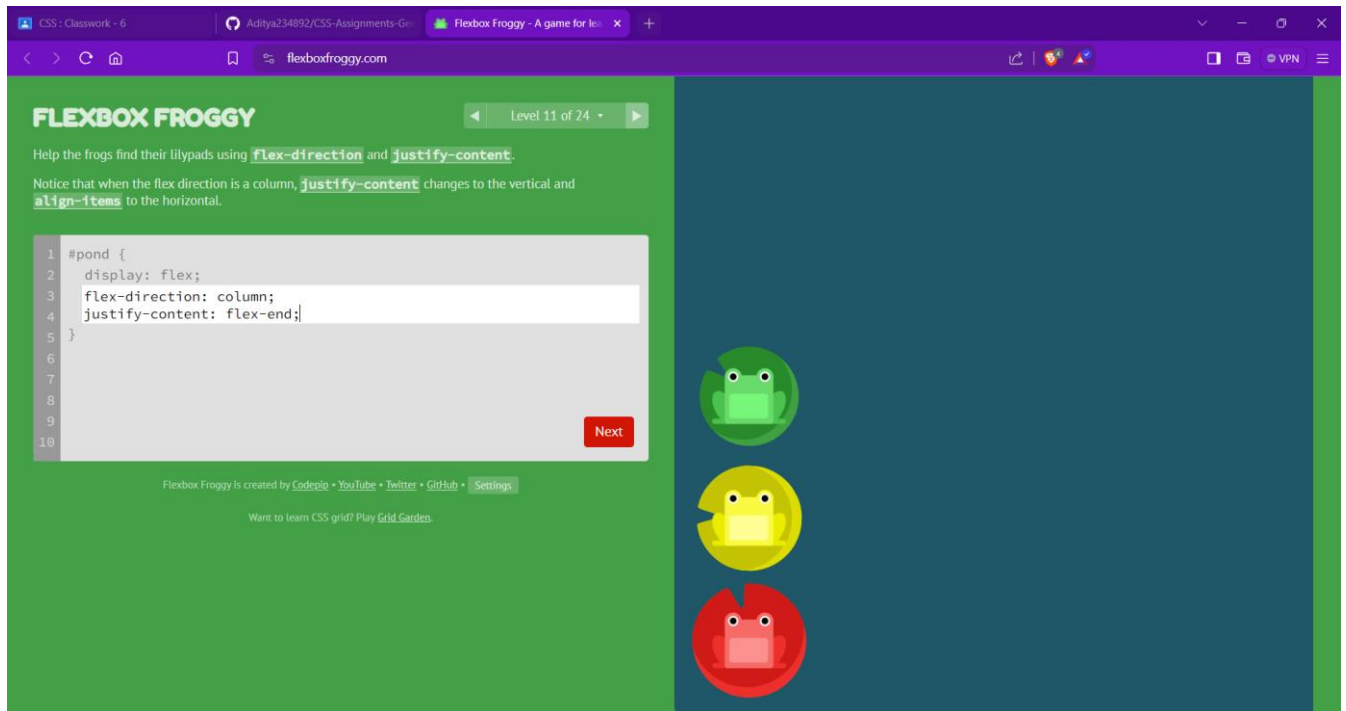 CSS : Classwork - 6
Aditya234892/CSS-Assignments-Ge
Flexbox Froggy - A game for lea
flexboxfroggy.com
VPN
FLEXBOX FROGGY
Level 11 of 24
Help the frogs find their lilypads using flex-direction and justify-content.
Notice that when the flex direction is a column, justify-content changes to the vertical and
align-items to the horizontal.
1 #pond {
2 display: flex;
3 flex-direction: column;
4 justify-content: flex-end;
5 }
6
7
8
9
10
Next
Flexbox Froggy is created by Codepip • YouTube • Twitter • GitHub • Settings
Want to learn CSS grid? Play Grid Garden.